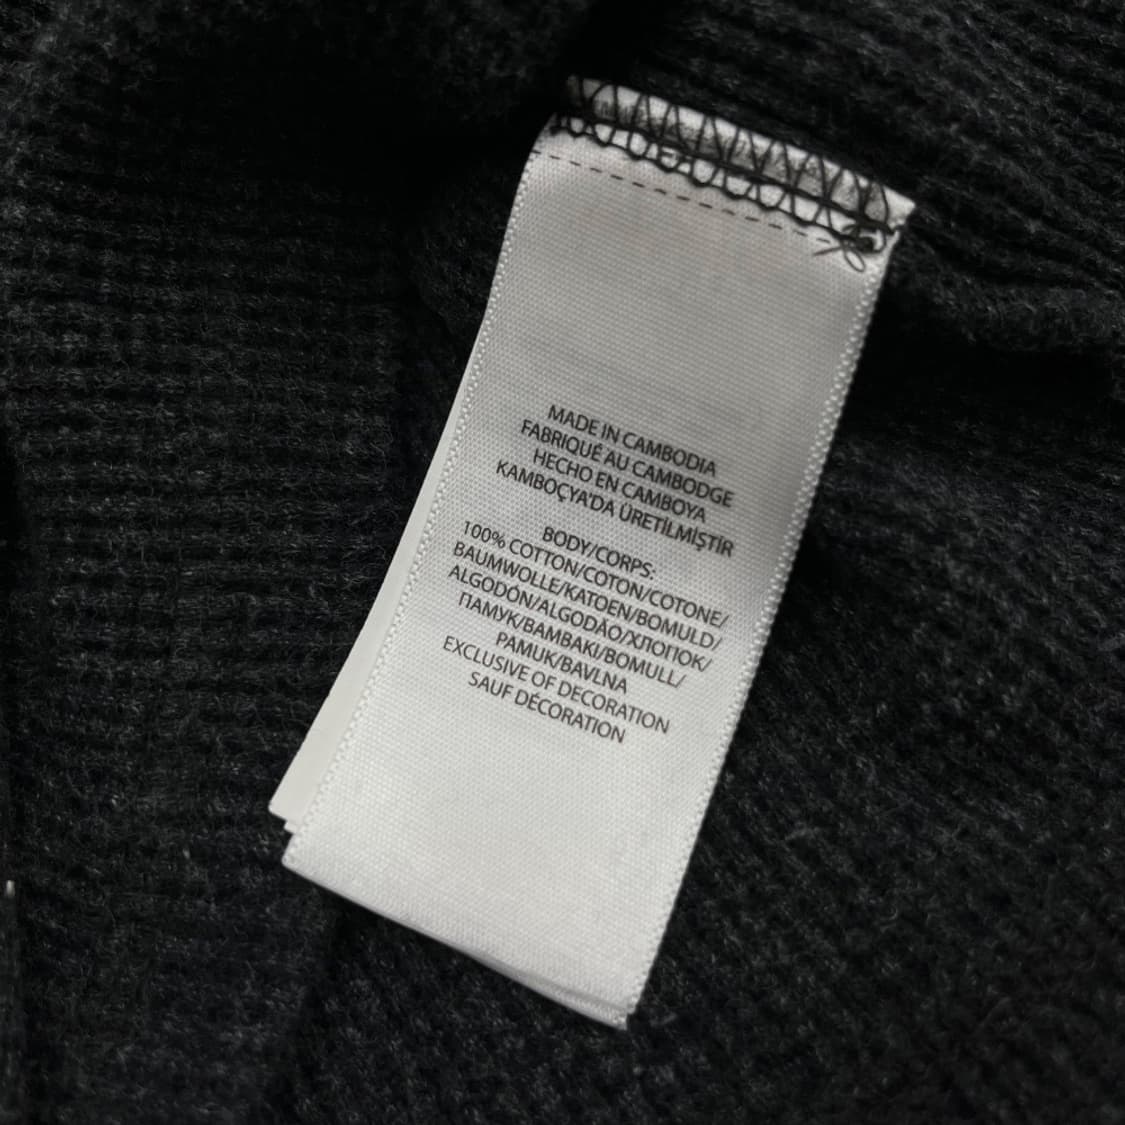 MADE IN CAMBODIA
FABRIQUÉ AU CAMBODGE
HECHO EN CAMBOYA
KAMBOÇYA'DA ÜRETİLMİŞTİR
BODY/CORPS:
100% COTTON/COTON/COTONE/
BAUMWOLLE/KATOEN/BOMULD/
ALGODÓN/ALGODÃO/ХЛОПОК/
ПАМУК/ΒΑΜΒΑΚΙ/BOMULL/
PAMUK/BAVLNA
EXCLUSIVE OF DECORATION
SAUF DÉCORATION